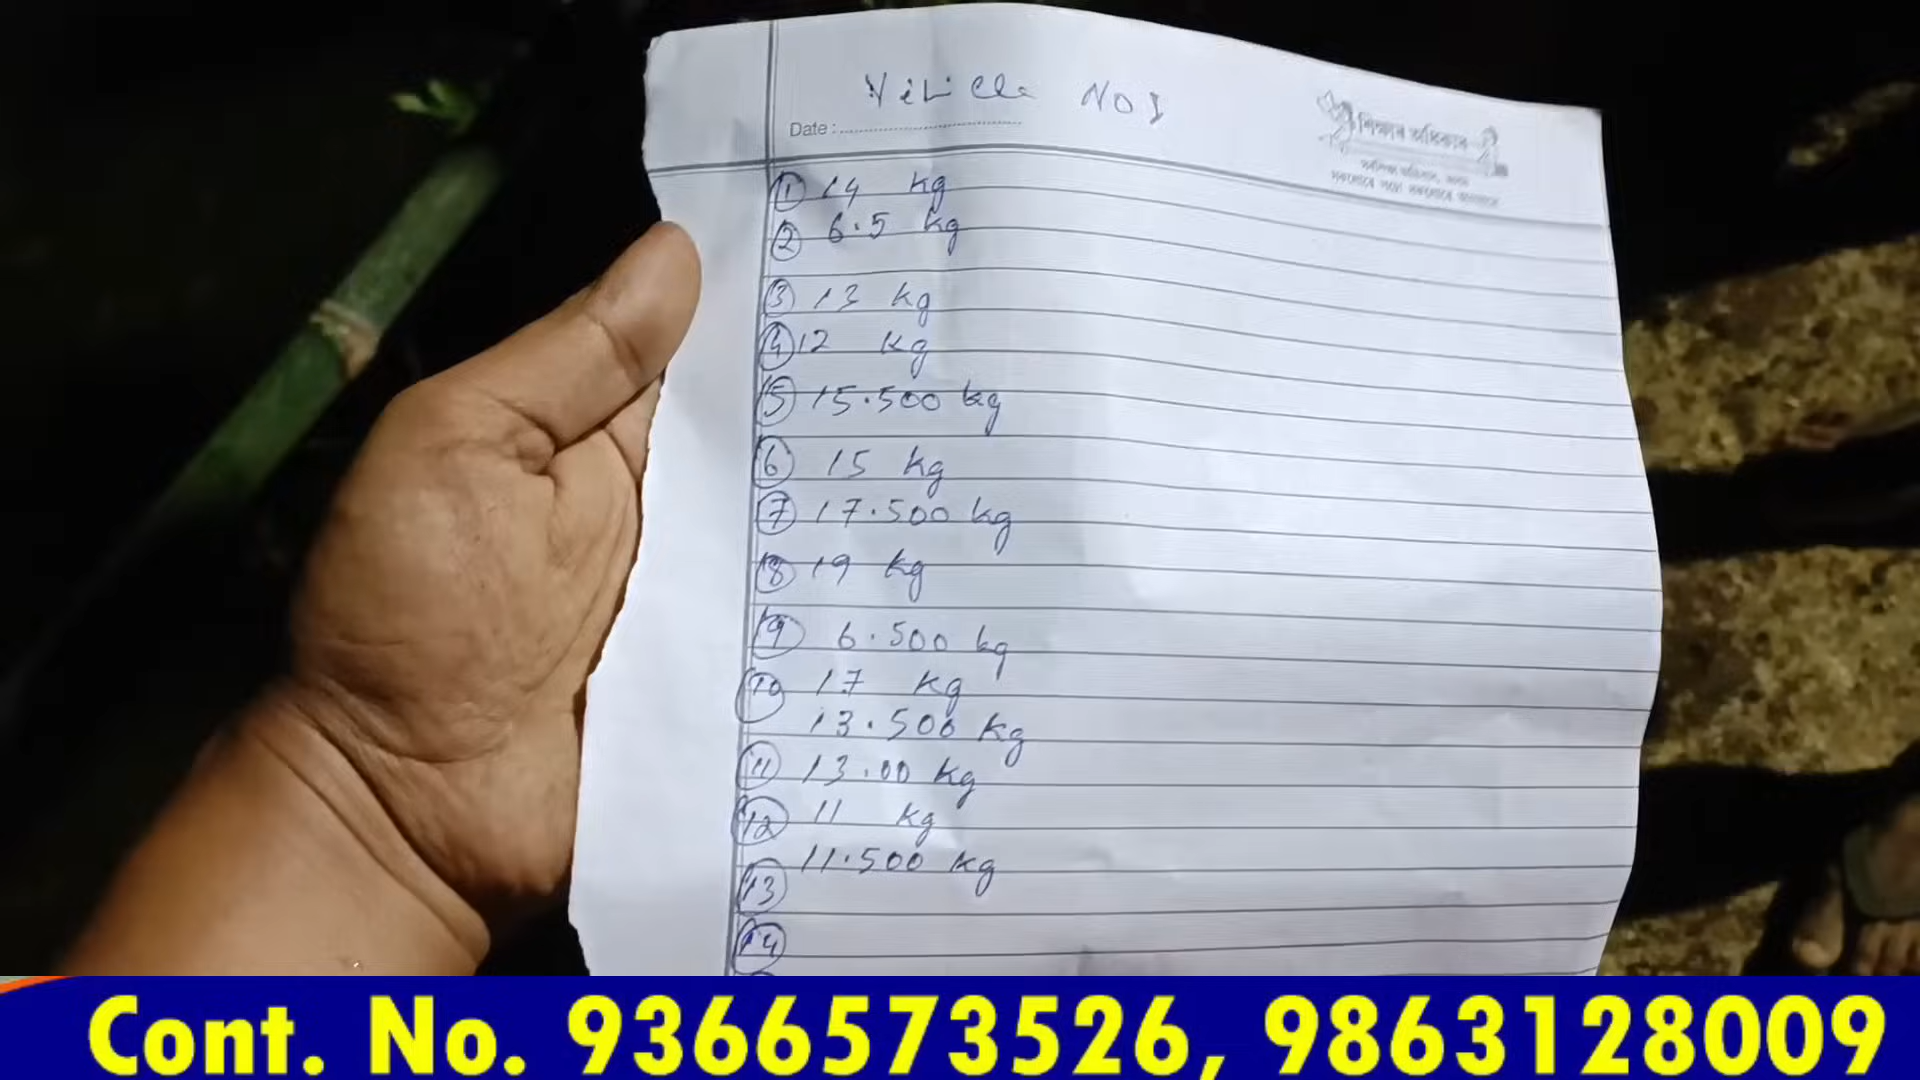 Vehicle NO 1
Date :
শিক্ষাৰ অধিকাৰ
① 14 kg
② 6.5 kg
③ 13 kg
④ 12 kg
⑤ 15.500 kg
⑥ 15 kg
⑦ 17.500 kg
⑧ 19 kg
⑨ 6.500 kg
⑩ 17 kg
13.500 kg
⑪ 13.00 kg
⑫ 11 kg
11.500 kg
⑬
⑭
Cont. No. 9366573526, 9863128009